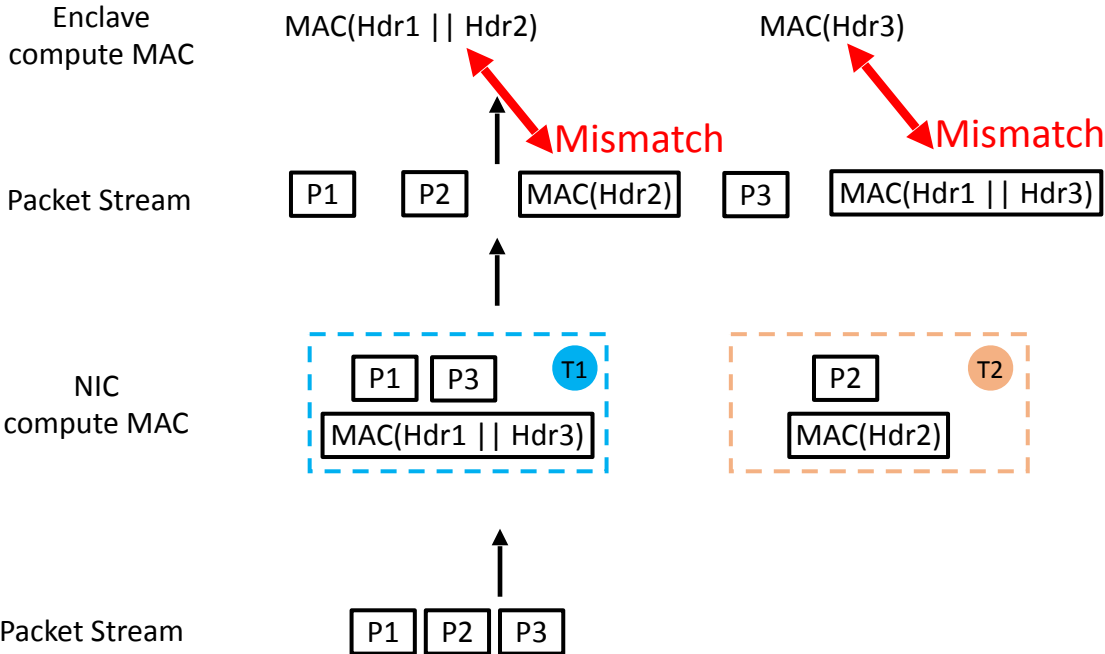 Enclave
compute MAC
MAC(Hdr1 || Hdr2)
MAC(Hdr3)
Mismatch
Mismatch
Packet Stream
P1
P2
MAC(Hdr2)
P3
MAC(Hdr1 || Hdr3)
NIC
compute MAC
P1
P3
T1
MAC(Hdr1 || Hdr3)
P2
T2
MAC(Hdr2)
Packet Stream
P1
P2
P3